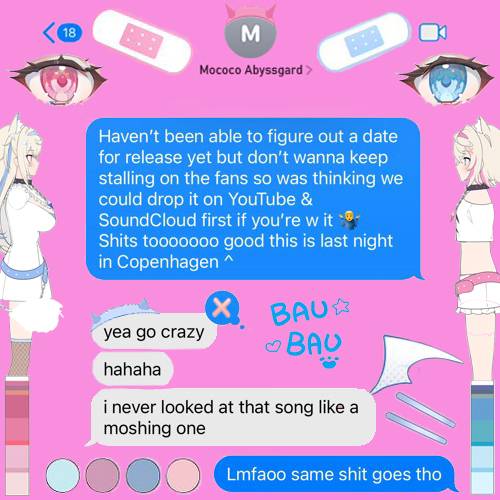 18
M
Mococo Abyssgard >
Haven’t been able to figure out a date
for release yet but don’t wanna keep
stalling on the fans so was thinking we
could drop it on YouTube &
SoundCloud first if you’re w it 🤷‍♂️
Shits tooooooo good this is last night
in Copenhagen ^
yea go crazy
BAU
BAU
hahaha
i never looked at that song like a
moshing one
Lmfaoo same shit goes tho